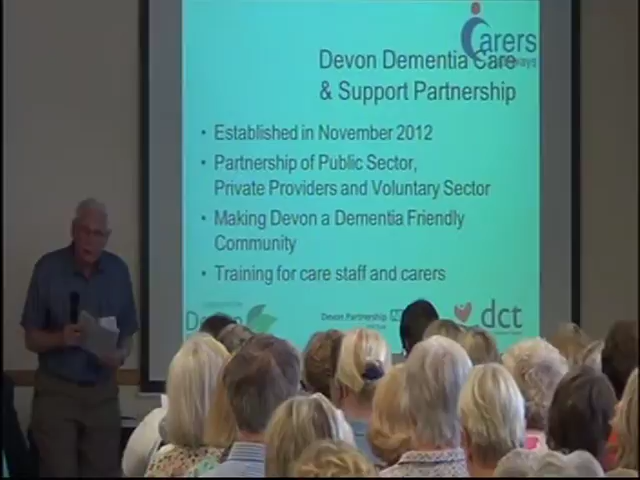 Carers
Devon Dementia Care
& Support Partnership
• Established in November 2012
• Partnership of Public Sector,
Private Providers and Voluntary Sector
• Making Devon a Dementia Friendly
Community
• Training for care staff and carers
Devon Partnership
dct